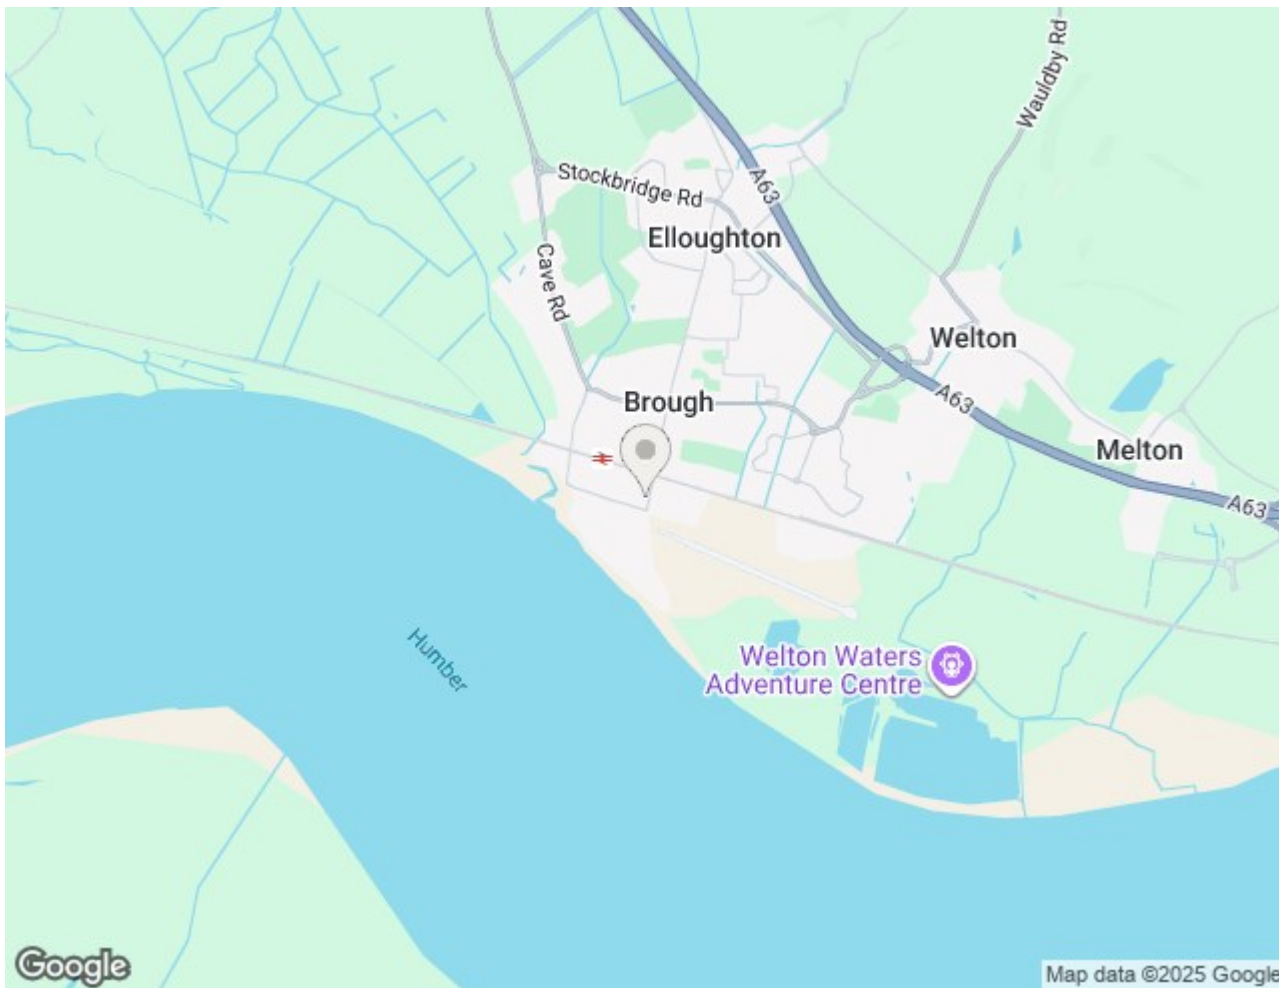 Wauldby Rd
Stockbridge Rd
A63
Elloughton
Cave Rd
Welton
A63
Brough
Melton
A63
Humber
Welton Waters
Adventure Centre
Google
Map data ©2025 Google